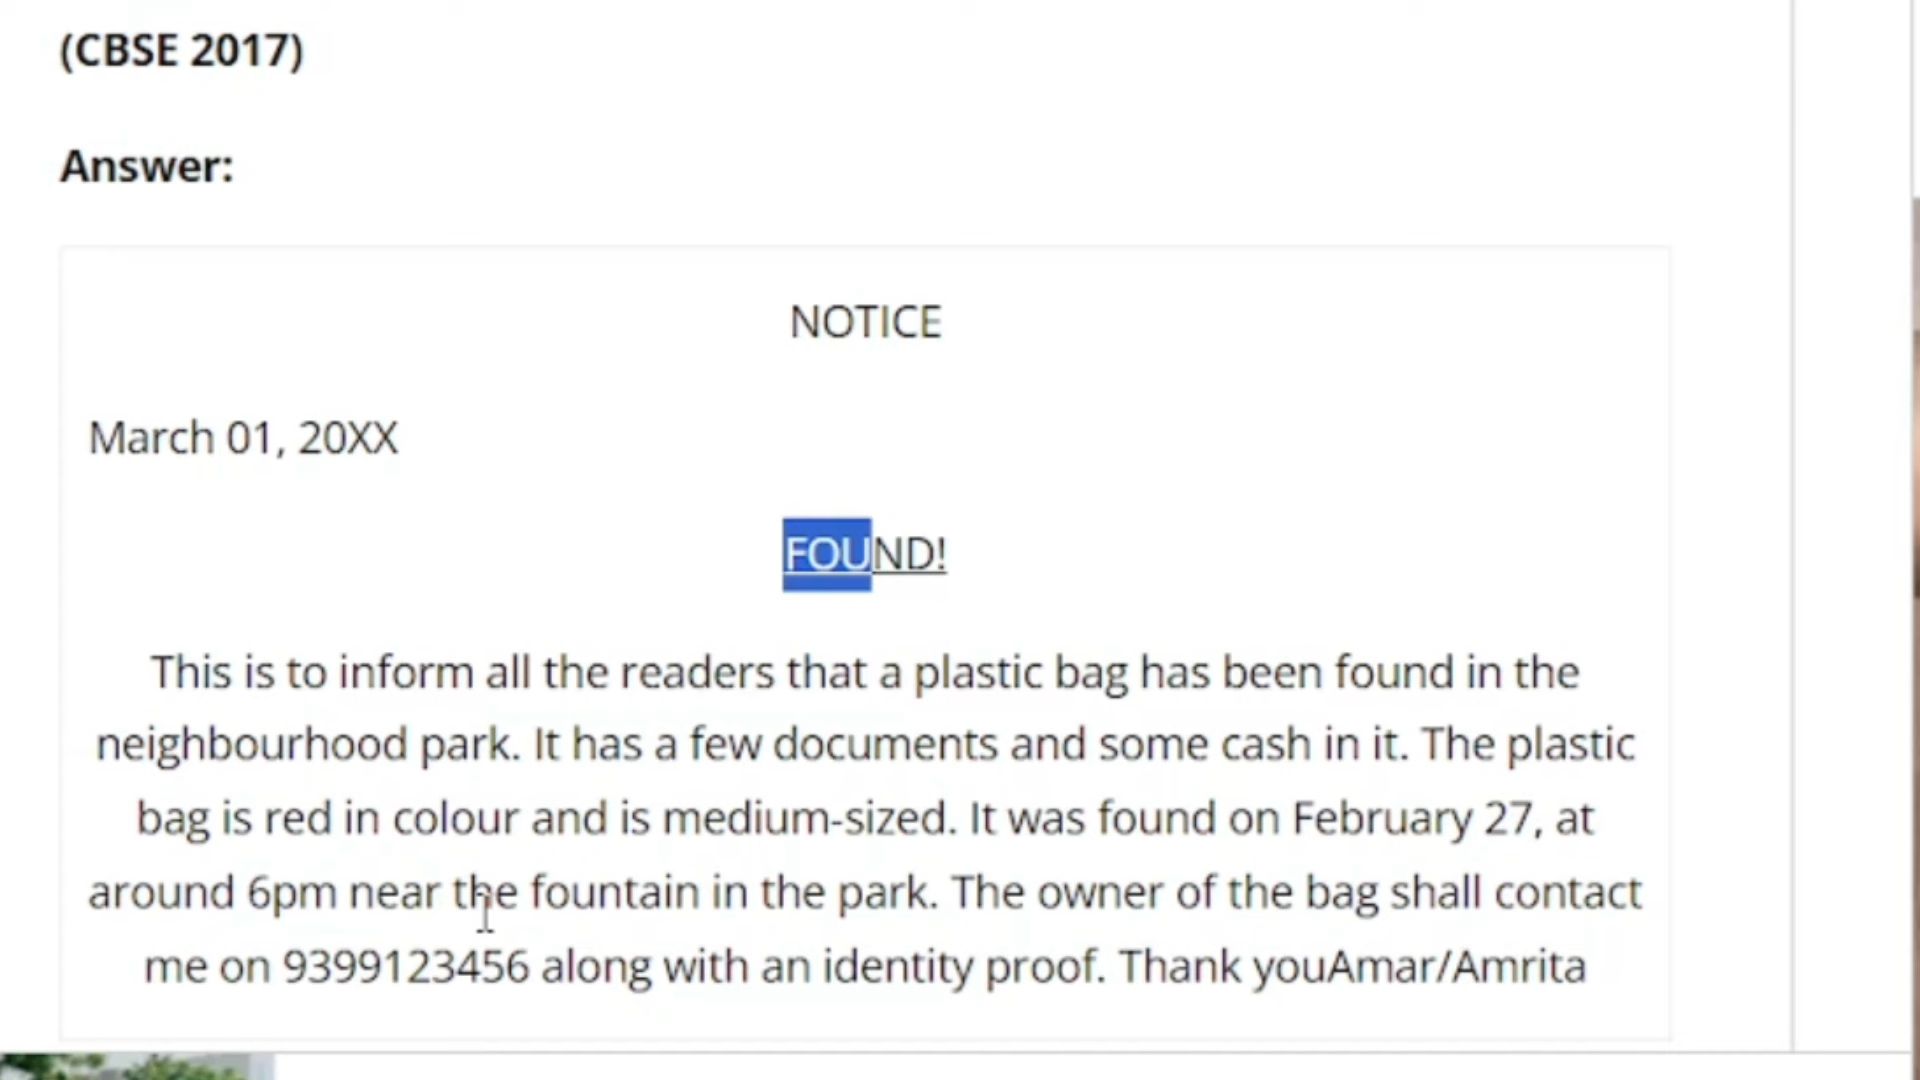 (CBSE 2017)
Answer:
NOTICE
March 01, 20XX
FOUND!
This is to inform all the readers that a plastic bag has been found in the
neighbourhood park. It has a few documents and some cash in it. The plastic
bag is red in colour and is medium-sized. It was found on February 27, at
around 6pm near the fountain in the park. The owner of the bag shall contact
me on 9399123456 along with an identity proof. Thank youAmar/Amrita